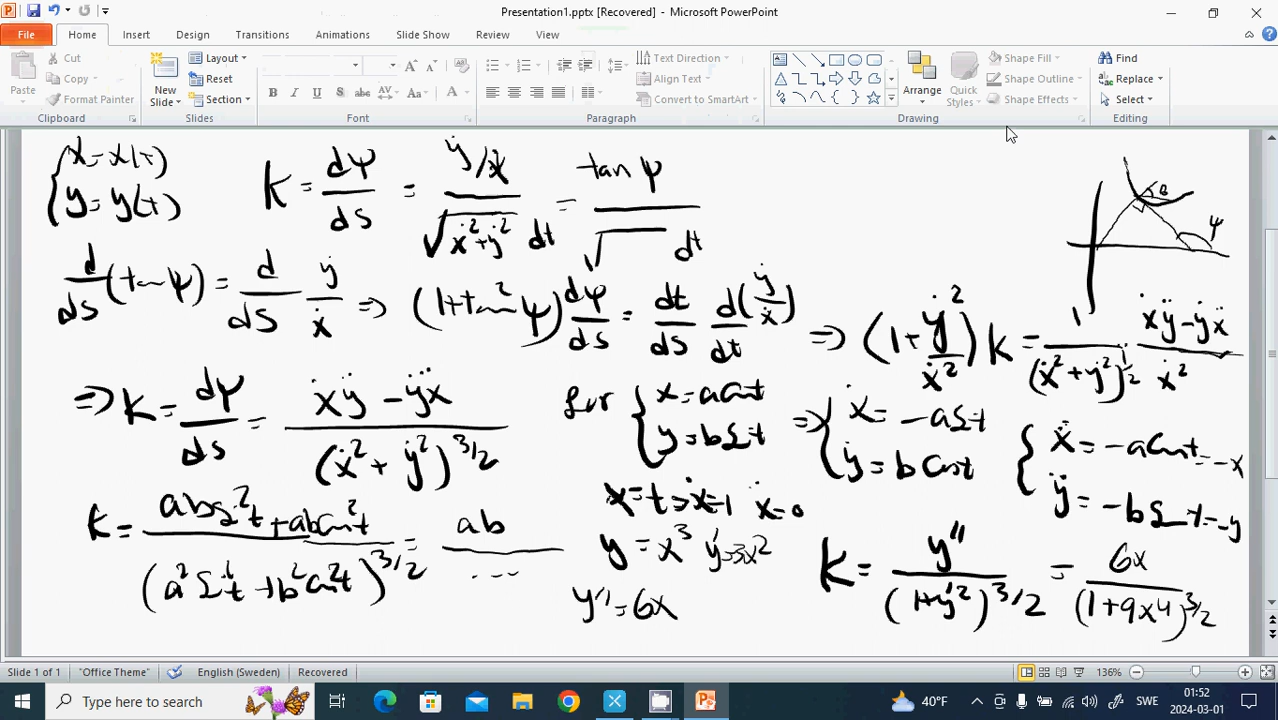 Presentation1.pptx [Recovered] - Microsoft PowerPoint
File Home Insert Design Transitions Animations Slide Show Review View
Paste Cut Copy Format Painter Clipboard
New Slide Layout Reset Section Slides
B I U S abc AV Aa A Font
Text Direction Align Text Convert to SmartArt Paragraph
Arrange Quick Styles Shape Fill Shape Outline Shape Effects Drawing
Find Replace Select Editing
{ x = x(t)
y = y(t)
K = dψ/ds = ẏ/ẋ / √(ẋ²+ẏ²) dt = tan ψ / √ dt
θ ψ
d/ds (tan ψ) = d/ds ẏ/ẋ => (1+tan²ψ) dψ/ds = dt/ds d(ẏ/ẋ)/dt => (1+ẏ²/ẋ²) K = 1/(ẋ²+ẏ²)^1/2 ẋÿ-ẏẍ/ẋ²
=> K = dψ/ds = ẋÿ - ẏẍ / (ẋ² + ẏ²)^3/2
for { x = a cos t => { ẋ = -a sin t { ẍ = -a cos t = -x
y = b sin t ẏ = b cos t ÿ = -b sin t = -y
K = ab sin²t + ab cos²t / (a² sin²t + b² cos²t)^3/2 = ab / ...
x = t => ẋ = 1 ẍ = 0
y = x³ y' = 3x²
y'' = 6x
K = y'' / (1+y'²)^3/2 = 6x / (1+9x4)^3/2
Slide 1 of 1 "Office Theme" English (Sweden) Recovered 136%
Type here to search 40°F SWE 01:52
2024-03-01